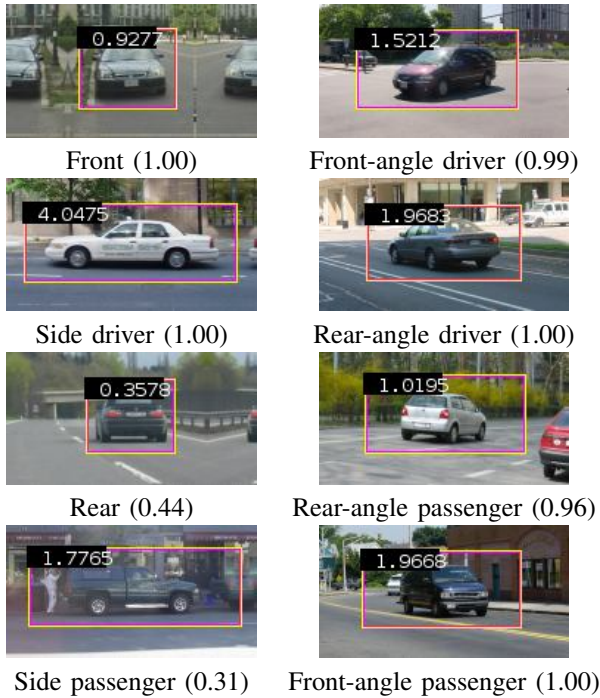 0.9277
1.5212
Front (1.00)
Front-angle driver (0.99)
4.0475
1.9683
Side driver (1.00)
Rear-angle driver (1.00)
0.3578
1.0195
Rear (0.44)
Rear-angle passenger (0.96)
1.7765
1.9668
Side passenger (0.31)
Front-angle passenger (1.00)